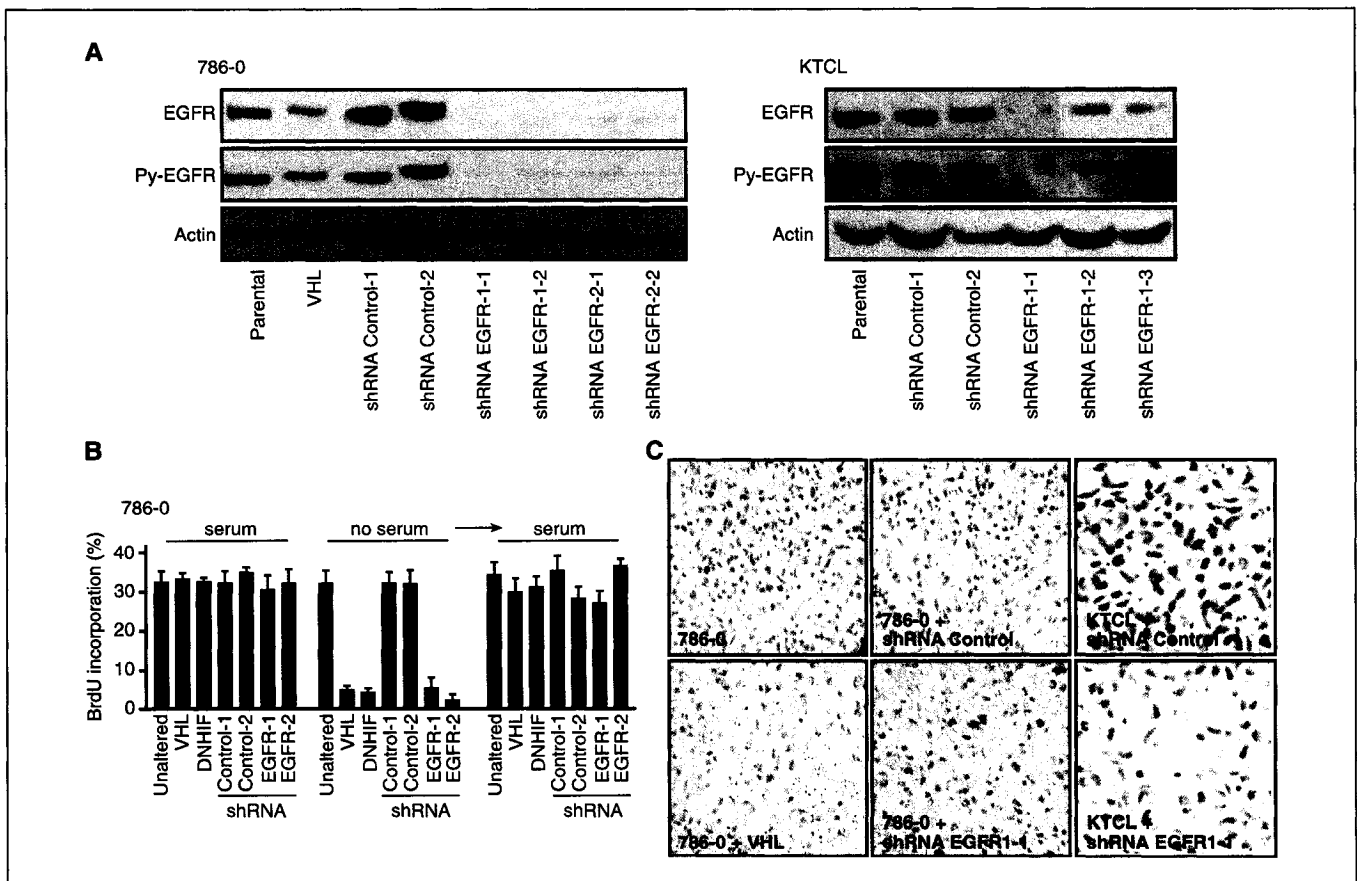 A
786-0
EGFR
Py-EGFR
Actin
Parental
VHL
shRNA Control-1
shRNA Control-2
shRNA EGFR-1-1
shRNA EGFR-1-2
shRNA EGFR-2-1
shRNA EGFR-2-2
KTCL
EGFR
Py-EGFR
Actin
Parental
shRNA Control-1
shRNA Control-2
shRNA EGFR-1-1
shRNA EGFR-1-2
shRNA EGFR-1-3
B
786-0
serum
no serum
serum
BrdU incorporation (%)
40
30
20
10
0
Unaltered
VHL
DNHIF
Control-1
Control-2
EGFR-1
EGFR-2
shRNA
Unaltered
VHL
DNHIF
Control-1
Control-2
EGFR-1
EGFR-2
shRNA
Unaltered
VHL
DNHIF
Control-1
Control-2
EGFR-1
EGFR-2
shRNA
C
786-0
786-0 +
shRNA Control
KTCL +
shRNA Control
786-0 + VHL
786-0 +
shRNA EGFR1-1
KTCL +
shRNA EGFR1-1